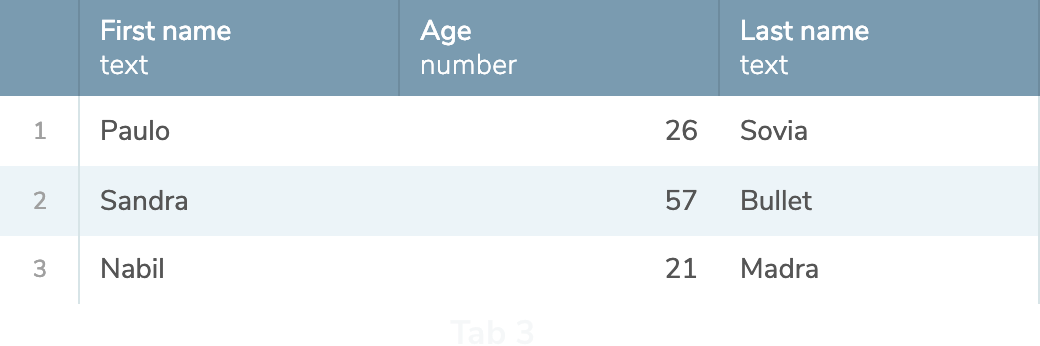 First name Age Last name
text number text
1 Paulo 26 Sovia
2 Sandra 57 Bullet
3 Nabil 21 Madra
Tab 3